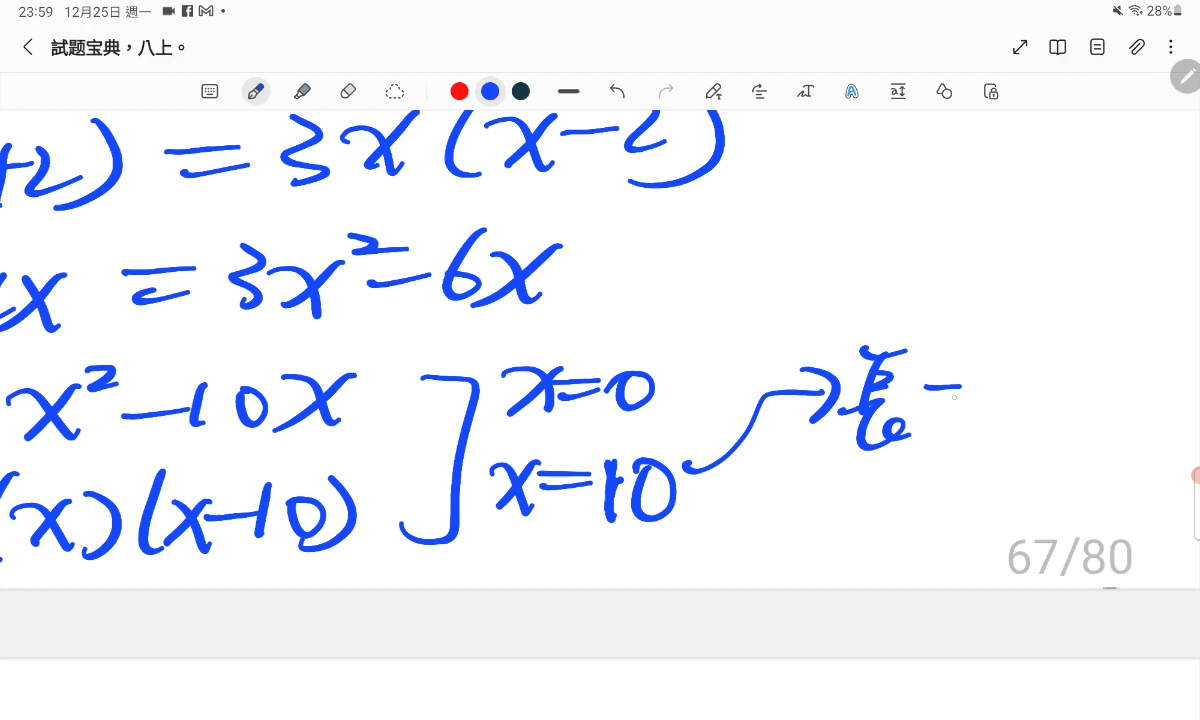 23:59 12月25日 週一 28%
試题宝典，八上。
+2) = 3x(x-2)
x = 3x²-6x
x²-10x
x=0
(x)(x-10)
x=10
67/80